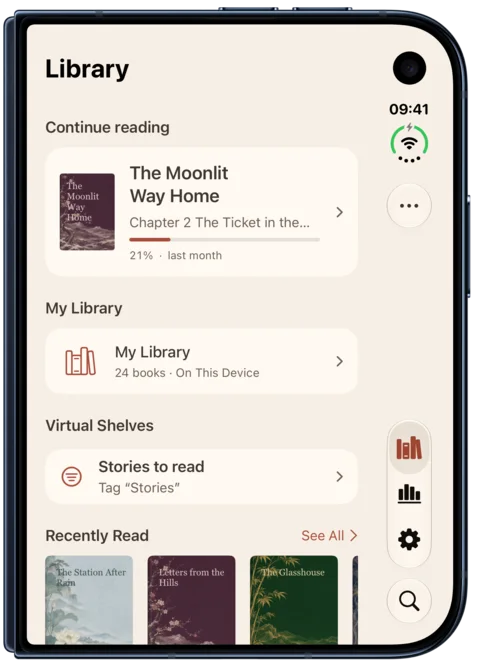 Library
09:41
Continue reading
The Moonlit
Way Home
The
Moonlit
Way
Home
Chapter 2 The Ticket in the...
21% · last month
My Library
My Library
24 books · On This Device
Virtual Shelves
Stories to read
Tag “Stories”
Recently Read
See All
The Station After
Rain
Letters from the
Hills
The Glasshouse